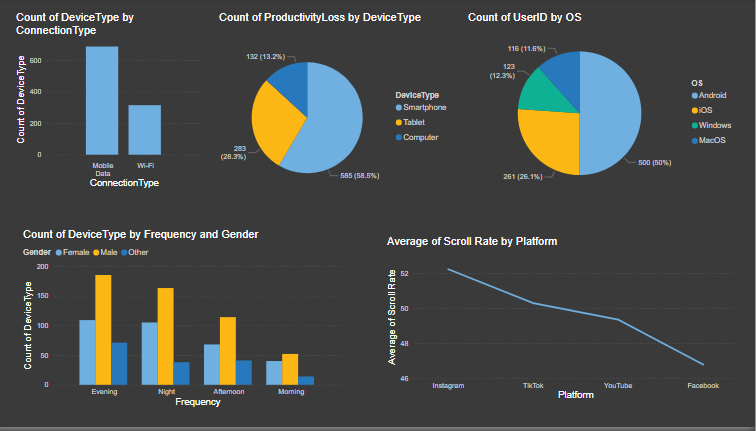 Count of DeviceType by
ConnectionType
Count of DeviceType
600
400
200
0
Mobile
Data
Wi-Fi
ConnectionType
Count of ProductivityLoss by DeviceType
132 (13.2%)
283
(28.3%)
585 (58.5%)
DeviceType
Smartphone
Tablet
Computer
Count of UserID by OS
116 (11.6%)
123
(12.3%)
261 (26.1%)
500 (50%)
OS
Android
iOS
Windows
MacOS
Count of DeviceType by Frequency and Gender
Gender Female Male Other
Count of DeviceType
200
150
100
50
0
Evening Night Afternoon Morning
Frequency
Average of Scroll Rate by Platform
Average of Scroll Rate
52
50
48
46
Instagram TikTok YouTube Facebook
Platform